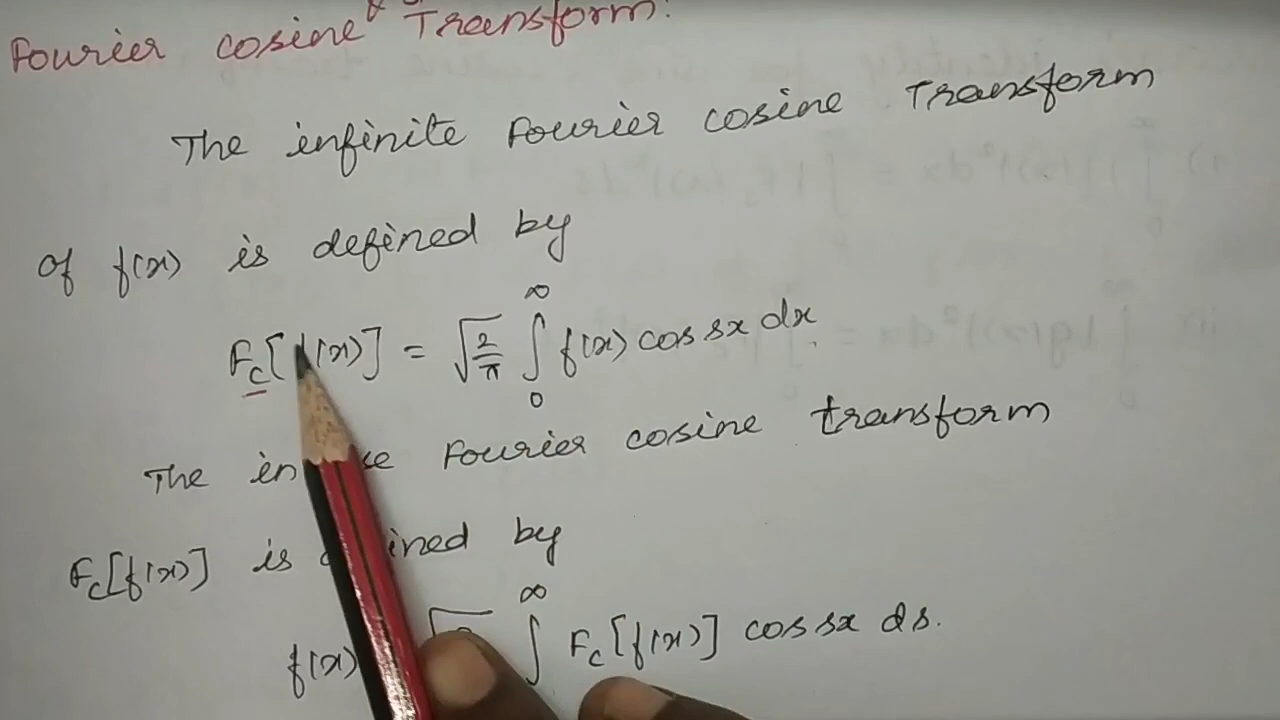 Fourier cosine Transform.
The infinite Fourier cosine Transform
of f(x) is defined by
Fc[f(x)] = √(2/π) ∫₀^∞ f(x) cos sx dx
The Fourier cosine transform
Fc[f(x)] is by
f(x) ∫^∞ Fc[f(x)] cos sx ds.